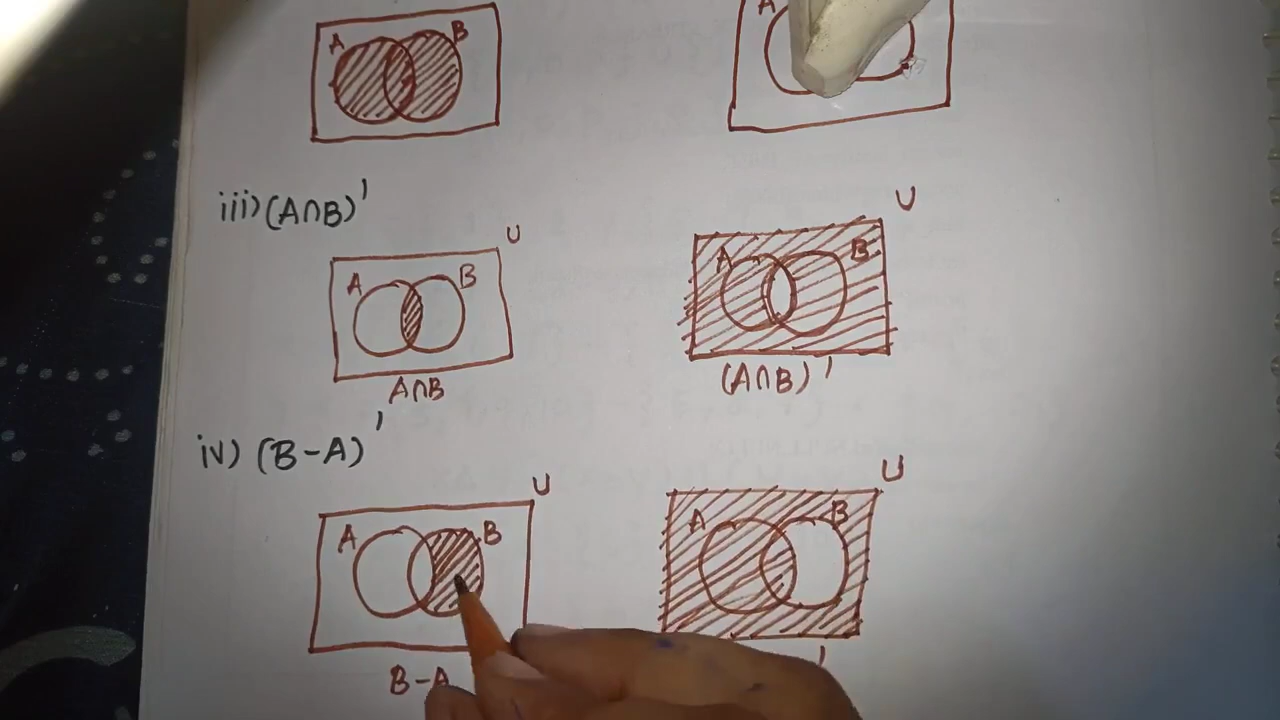 A B
A
iii) (A∩B)'
U
A B
A∩B
U
A B
(A∩B)'
iv) (B-A)'
U
A B
B-A
U
A B
'